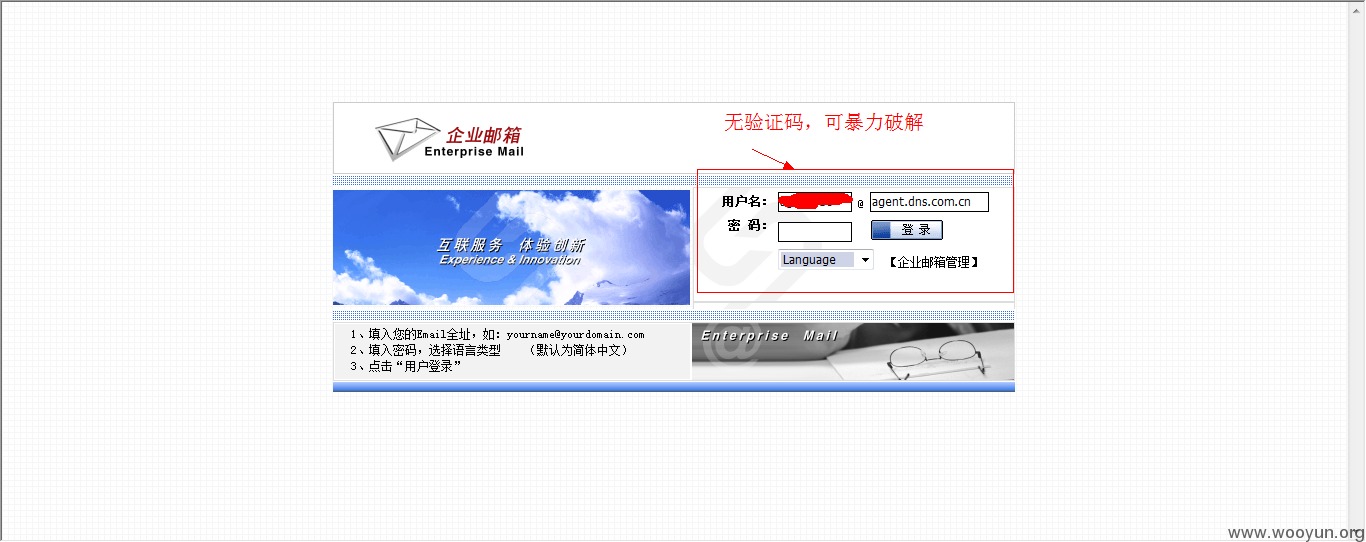 无验证码，可暴力破解
企业邮箱
Enterprise Mail
用户名： @ agent.dns.com.cn
密 码： 登 录
Language 【企业邮箱管理】
互联服务 体验创新
Experience & Innovation
1、填入您的Email全址，如：yourname@yourdomain.com
2、填入密码，选择语言类型 （默认为简体中文）
3、点击“用户登录”
Enterprise Mail
@
www.wooyun.org